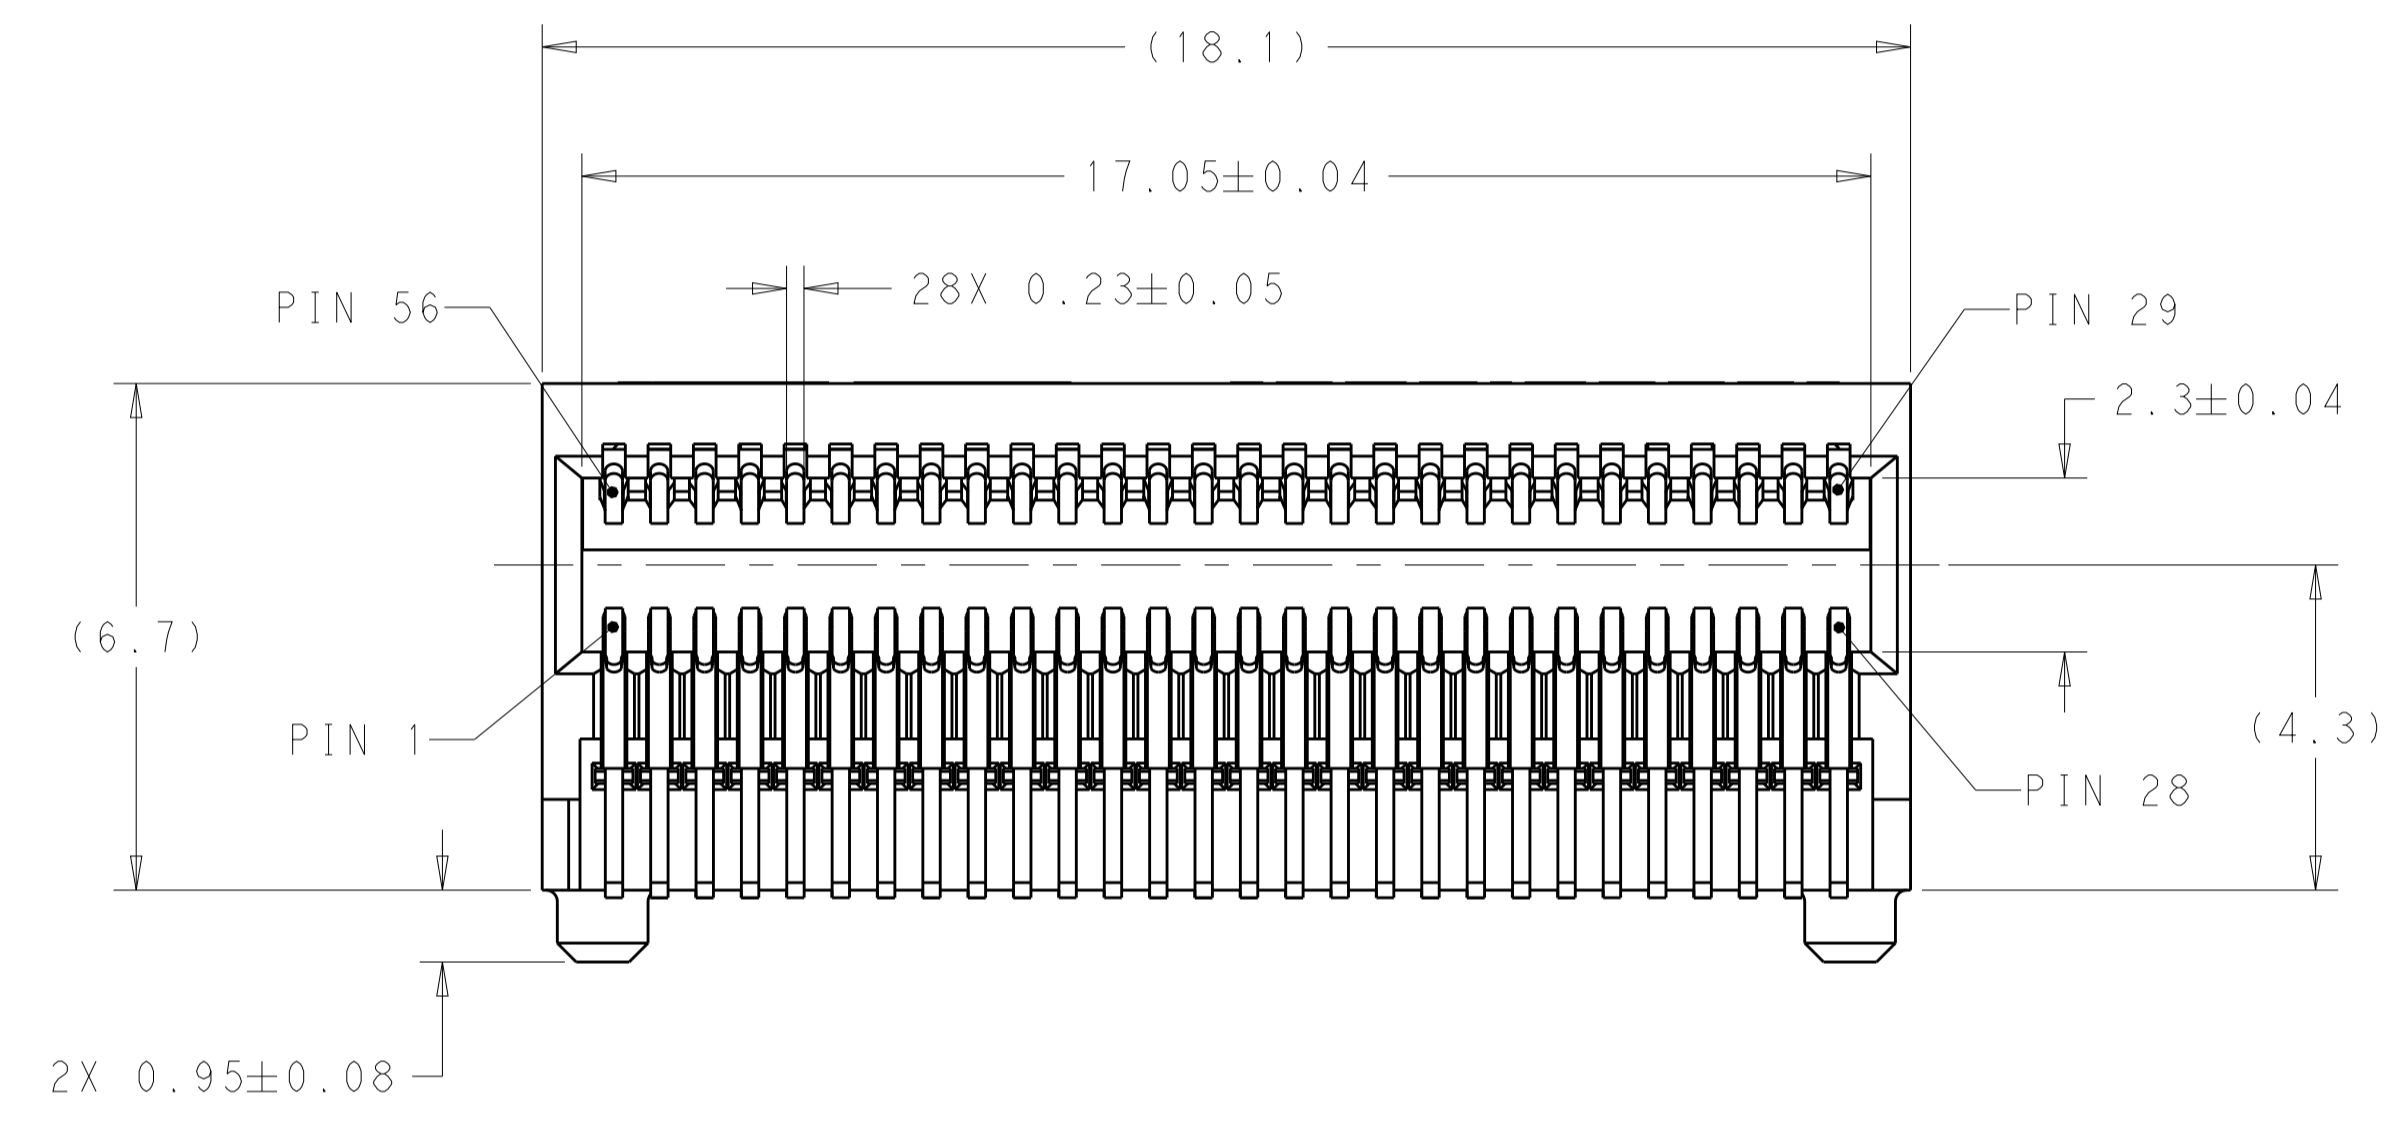 (18.1)
17.05±0.04
28X 0.23±0.05
PIN 56
PIN 29
2.3±0.04
(6.7)
PIN 1
(4.3)
PIN 28
2X 0.95±0.08